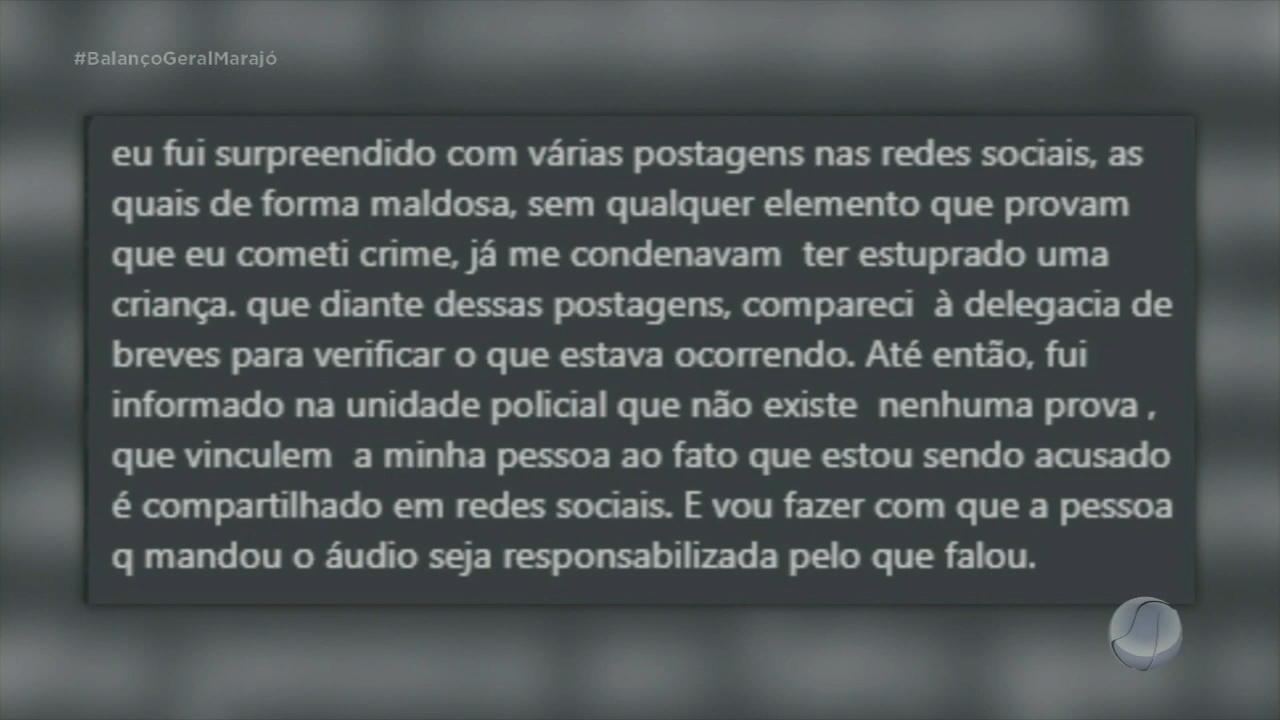 #BalançoGeralMarajó
eu fui surpreendido com várias postagens nas redes sociais, as
quais de forma maldosa, sem qualquer elemento que provam
que eu cometi crime, já me condenavam  ter estuprado uma
criança. que diante dessas postagens, compareci  à delegacia de
breves para verificar o que estava ocorrendo. Até então, fui
informado na unidade policial que não existe  nenhuma prova ,
que vinculem  a minha pessoa ao fato que estou sendo acusado
é compartilhado em redes sociais. E vou fazer com que a pessoa
q mandou o áudio seja responsabilizada pelo que falou.